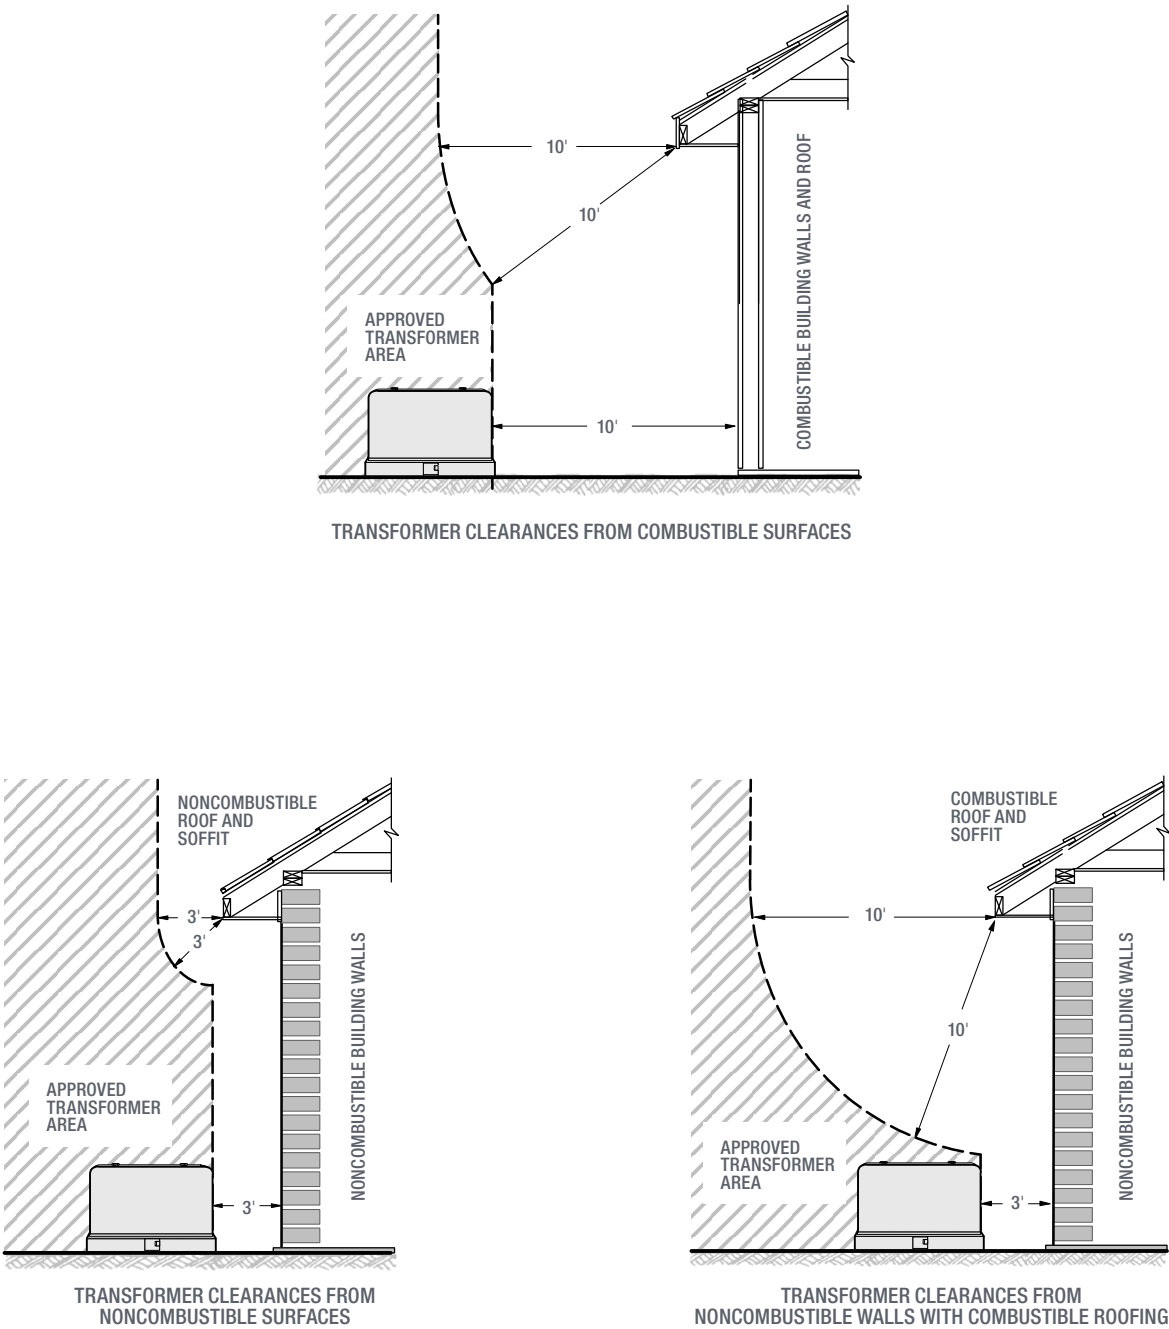 10'
10'
COMBUSTIBLE BUILDING WALLS AND ROOF
APPROVED
TRANSFORMER
AREA
10'
TRANSFORMER CLEARANCES FROM COMBUSTIBLE SURFACES
NONCOMBUSTIBLE
ROOF AND
SOFFIT
3'
3'
NONCOMBUSTIBLE BUILDING WALLS
APPROVED
TRANSFORMER
AREA
3'
TRANSFORMER CLEARANCES FROM
NONCOMBUSTIBLE SURFACES
COMBUSTIBLE
ROOF AND
SOFFIT
10'
10'
NONCOMBUSTIBLE BUILDING WALLS
APPROVED
TRANSFORMER
AREA
3'
TRANSFORMER CLEARANCES FROM
NONCOMBUSTIBLE WALLS WITH COMBUSTIBLE ROOFING